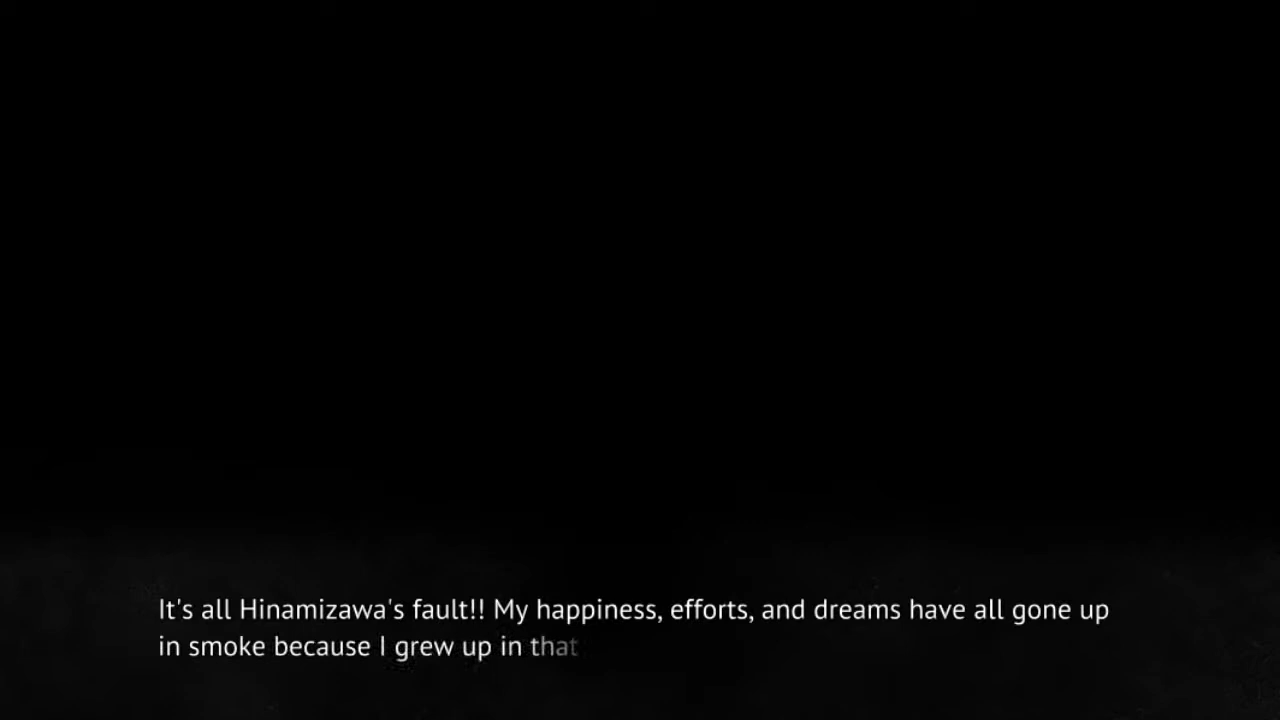 It's all Hinamizawa's fault!! My happiness, efforts, and dreams have all gone up
in smoke because I grew up in that